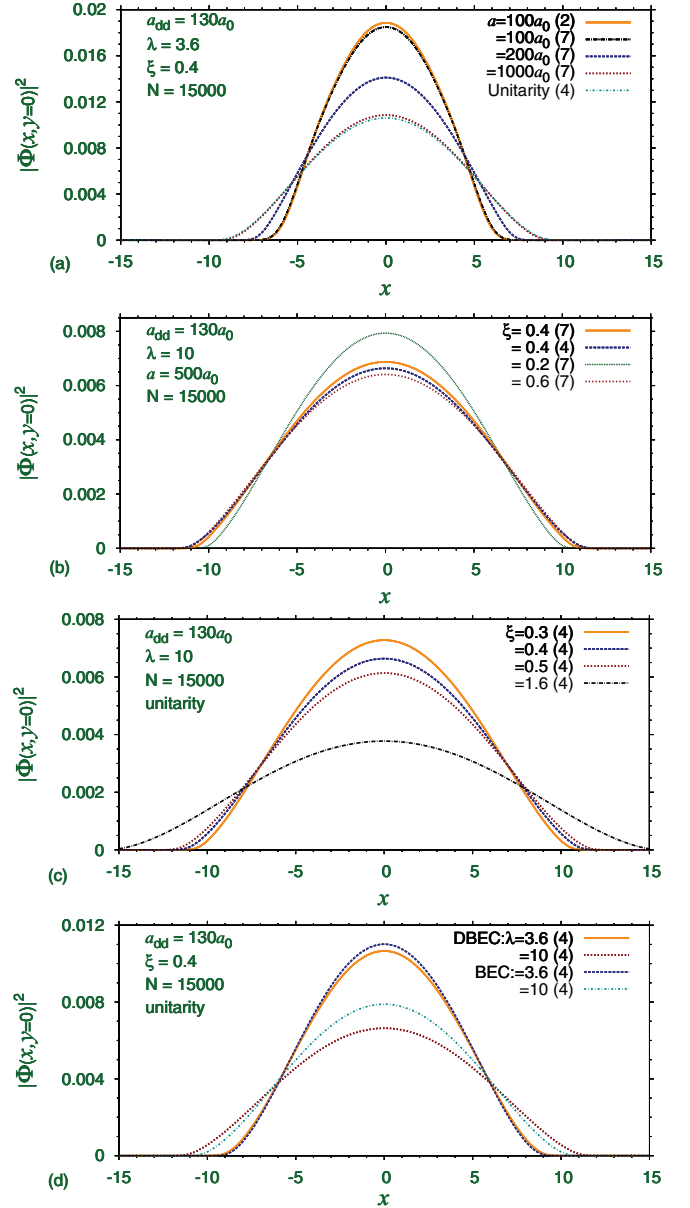 0.02
0.016
0.012
0.008
0.004
0
|Φ(x,y=0)|²
a_dd = 130a_0
λ = 3.6
ξ = 0.4
N = 15000
a=100a_0 (2)
=100a_0 (7)
=200a_0 (7)
=1000a_0 (7)
Unitarity (4)
-15 -10 -5 0 5 10 15
(a)
x
0.008
0.006
0.004
0.002
0
|Φ(x,y=0)|²
a_dd = 130a_0
λ = 10
a = 500a_0
N = 15000
ξ= 0.4 (7)
= 0.4 (4)
= 0.2 (7)
= 0.6 (7)
-15 -10 -5 0 5 10 15
(b)
x
0.008
0.006
0.004
0.002
0
|Φ(x,y=0)|²
a_dd = 130a_0
λ = 10
N = 15000
unitarity
ξ=0.3 (4)
=0.4 (4)
=0.5 (4)
=1.6 (4)
-15 -10 -5 0 5 10 15
(c)
x
0.012
0.008
0.004
0
|Φ(x,y=0)|²
a_dd = 130a_0
ξ = 0.4
N = 15000
unitarity
DBEC:λ=3.6 (4)
=10 (4)
BEC:=3.6 (4)
=10 (4)
-15 -10 -5 0 5 10 15
(d)
x